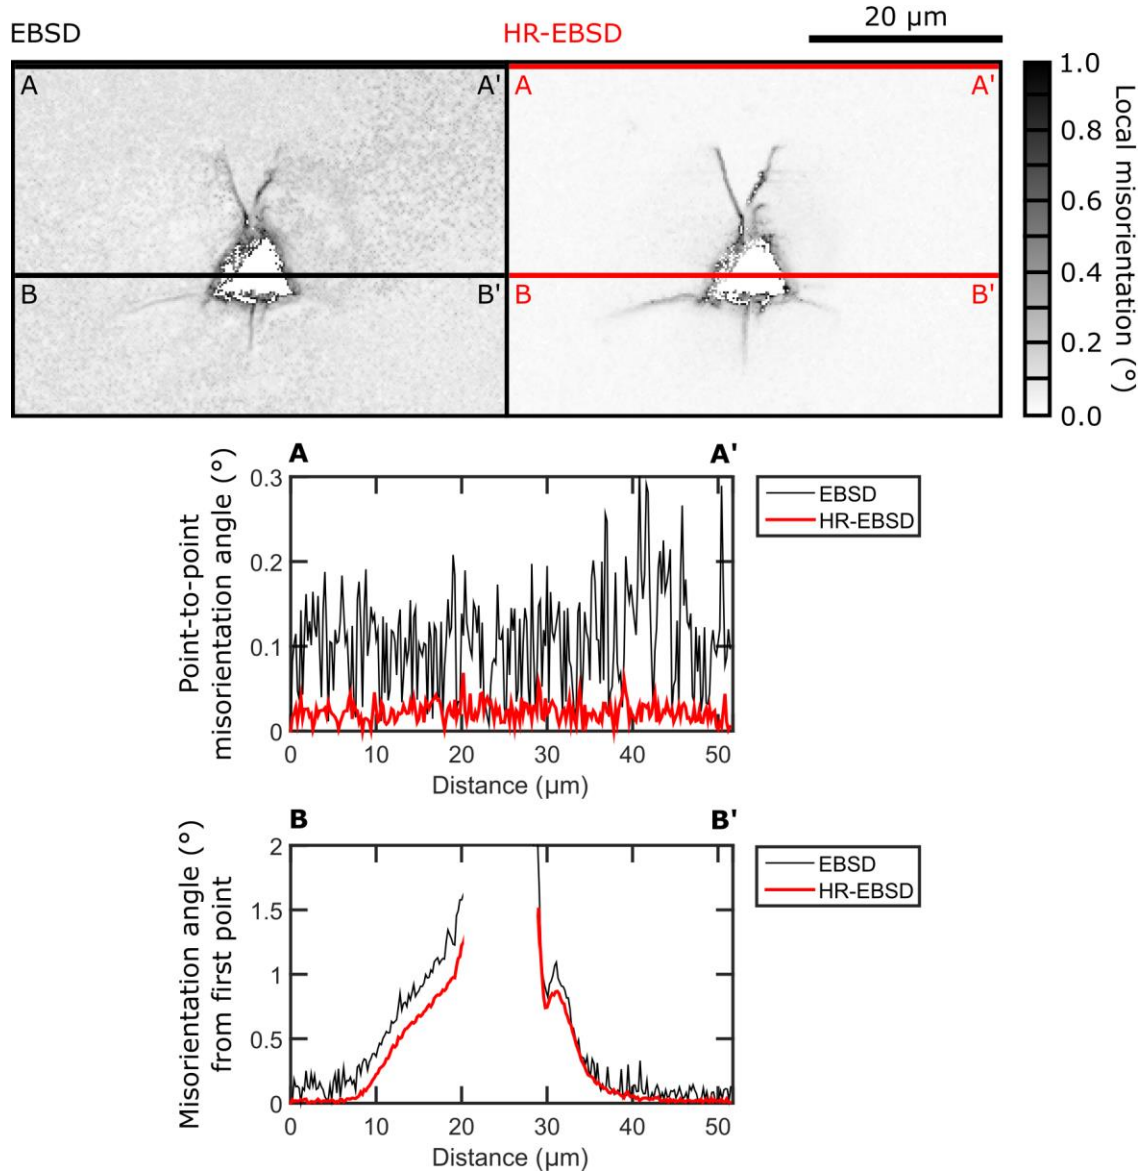 EBSD
HR-EBSD
20 µm
A
A'
A
A'
B
B'
B
B'
1.0
0.8
0.6
0.4
0.2
0.0
Local misorientation (°)
A
A'
Point-to-point
misorientation angle (°)
0.3
0.2
0.1
0
0 10 20 30 40 50
Distance (µm)
EBSD
HR-EBSD
B
B'
Misorientation angle
from first point (°)
2
1.5
1
0.5
0
0 10 20 30 40 50
Distance (µm)
EBSD
HR-EBSD